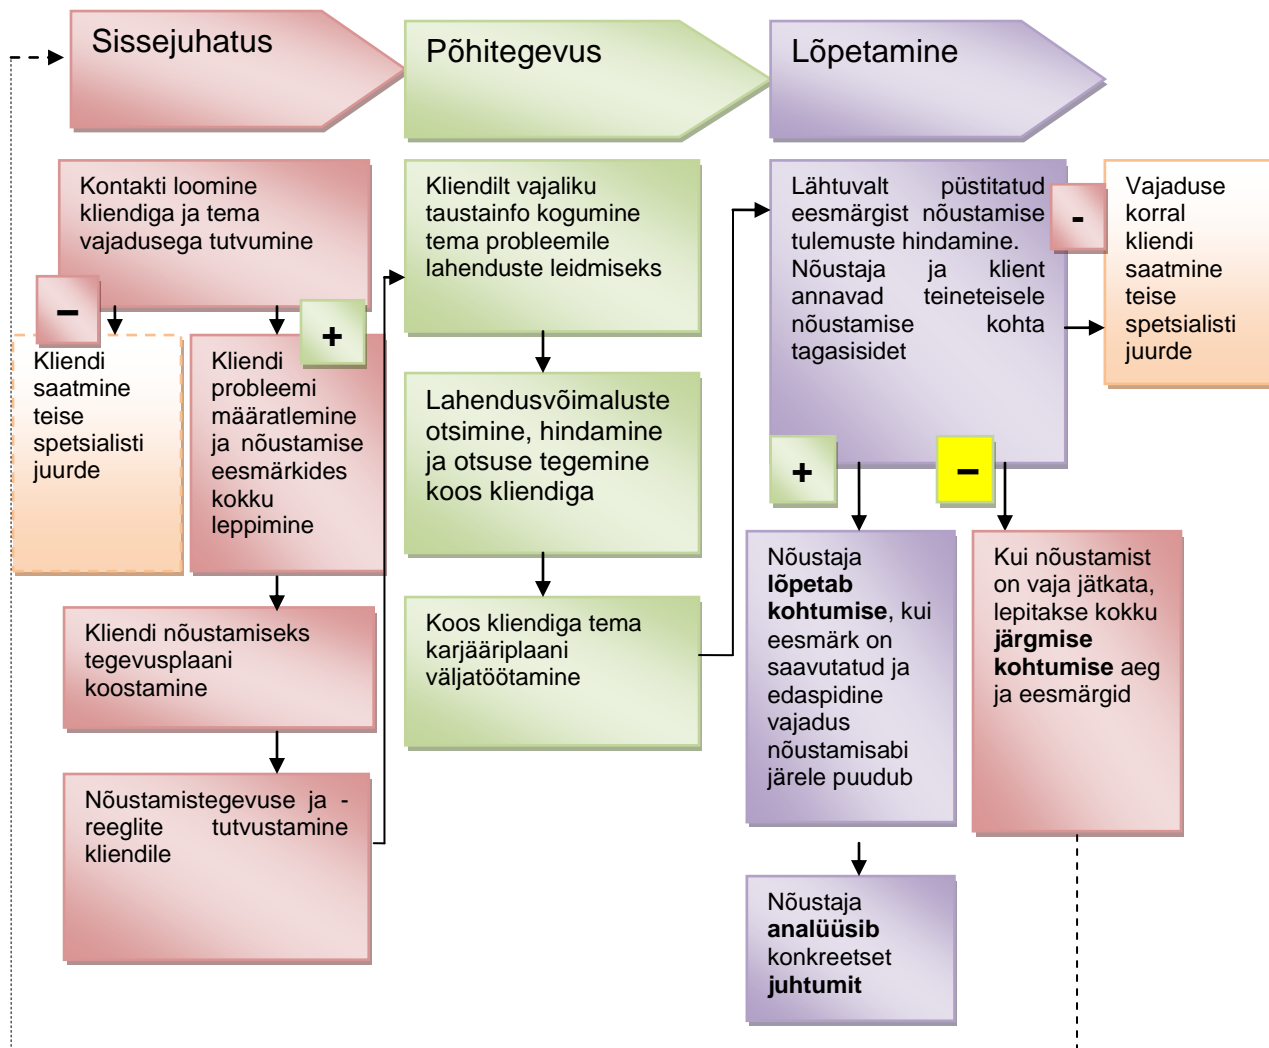 Sissejuhatus
Põhitegevus
Lõpetamine
Kontakti loomine
kliendiga ja tema
vajadusega tutvumine
–
+
Kliendi
saatmine
teise
spetsialisti
juurde
Kliendi
probleemi
määratlemine
ja nõustamise
eesmärkides
kokku
leppimine
Kliendi nõustamiseks
tegevusplaani
koostamine
Nõustamistegevuse ja -
reeglite tutvustamine
kliendile
Kliendilt vajaliku
taustainfo kogumine
tema probleemile
lahenduste leidmiseks
Lahendusvõimaluste
otsimine, hindamine
ja otsuse tegemine
koos kliendiga
Koos kliendiga tema
karjääriplaani
väljatöötamine
Lähtuvalt püstitatud
eesmärgist nõustamise
tulemuste hindamine.
Nõustaja ja klient
annavad teineteisele
nõustamise kohta
tagasisidet
-
Vajaduse
korral
kliendi
saatmine
teise
spetsialisti
juurde
+
–
Nõustaja
lõpetab
kohtumise, kui
eesmärk on
saavutatud ja
edaspidine
vajadus
nõustamisabi
järele puudub
Kui nõustamist
on vaja jätkata,
lepitakse kokku
järgmise
kohtumise aeg
ja eesmärgid
Nõustaja
analüüsib
konkreetset
juhtumit